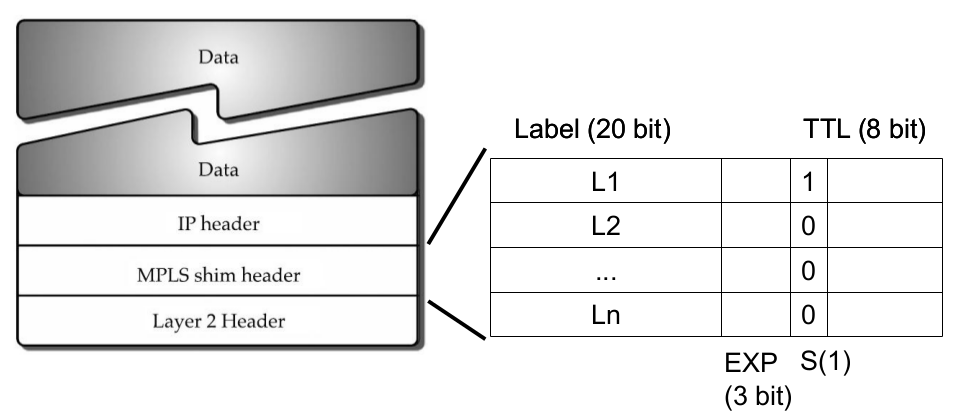 Data
Data
IP header
MPLS shim header
Layer 2 Header
Label (20 bit)
TTL (8 bit)
L1
1
L2
0
...
0
Ln
0
EXP
(3 bit)
S(1)